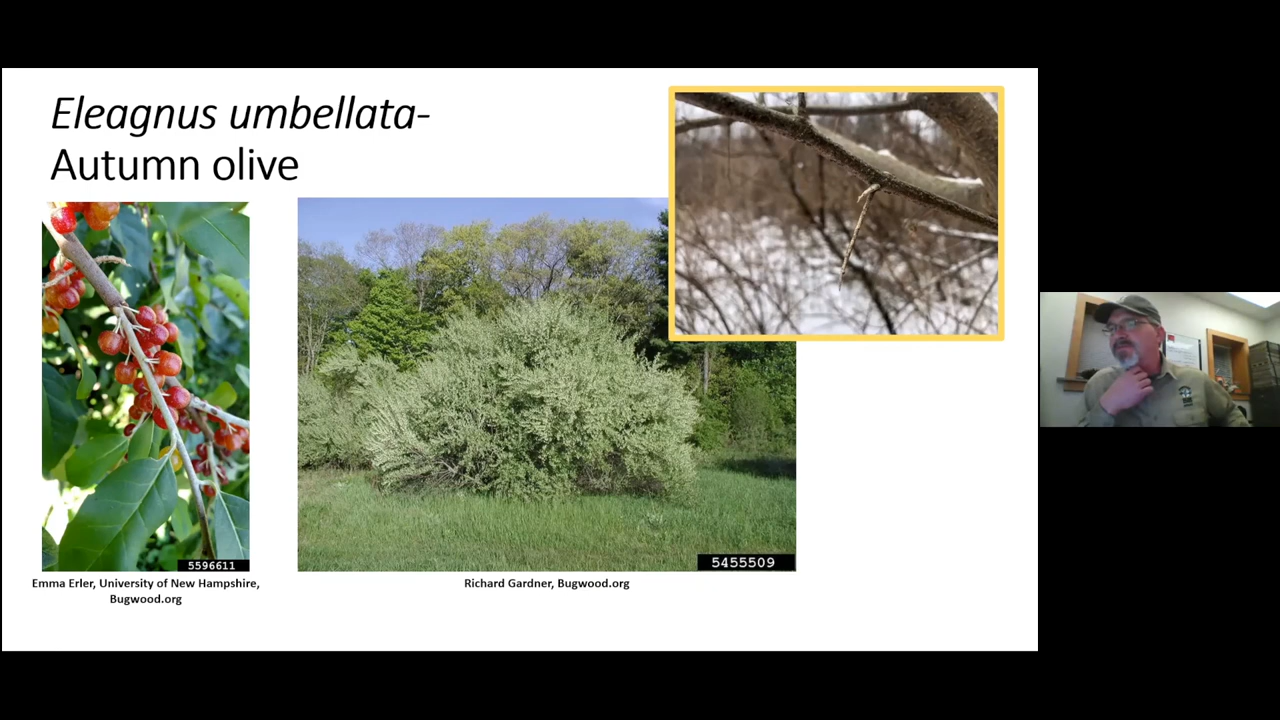 Eleagnus umbellata-
Autumn olive
5596611
5455509
Emma Erler, University of New Hampshire,
Bugwood.org
Richard Gardner, Bugwood.org